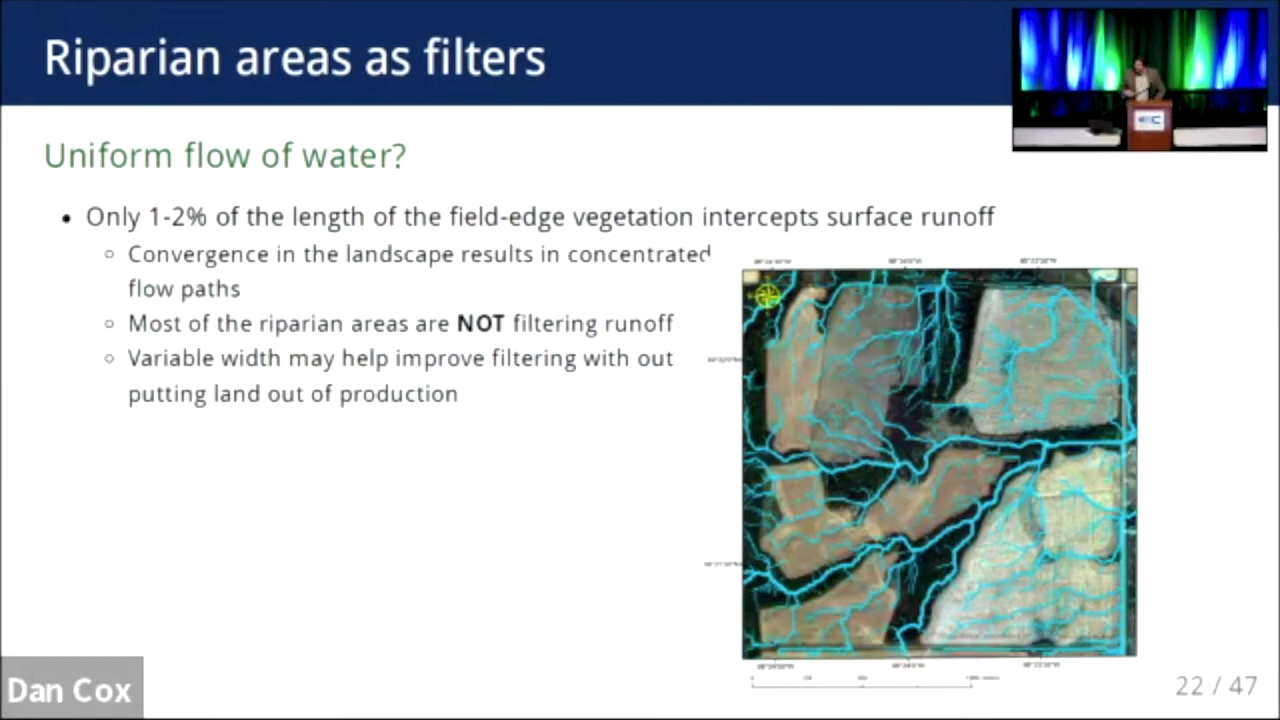 Riparian areas as filters
Uniform flow of water?
• Only 1-2% of the length of the field-edge vegetation intercepts surface runoff
○ Convergence in the landscape results in concentrated
flow paths
○ Most of the riparian areas are NOT filtering runoff
○ Variable width may help improve filtering with out
putting land out of production
Dan Cox
22 / 47